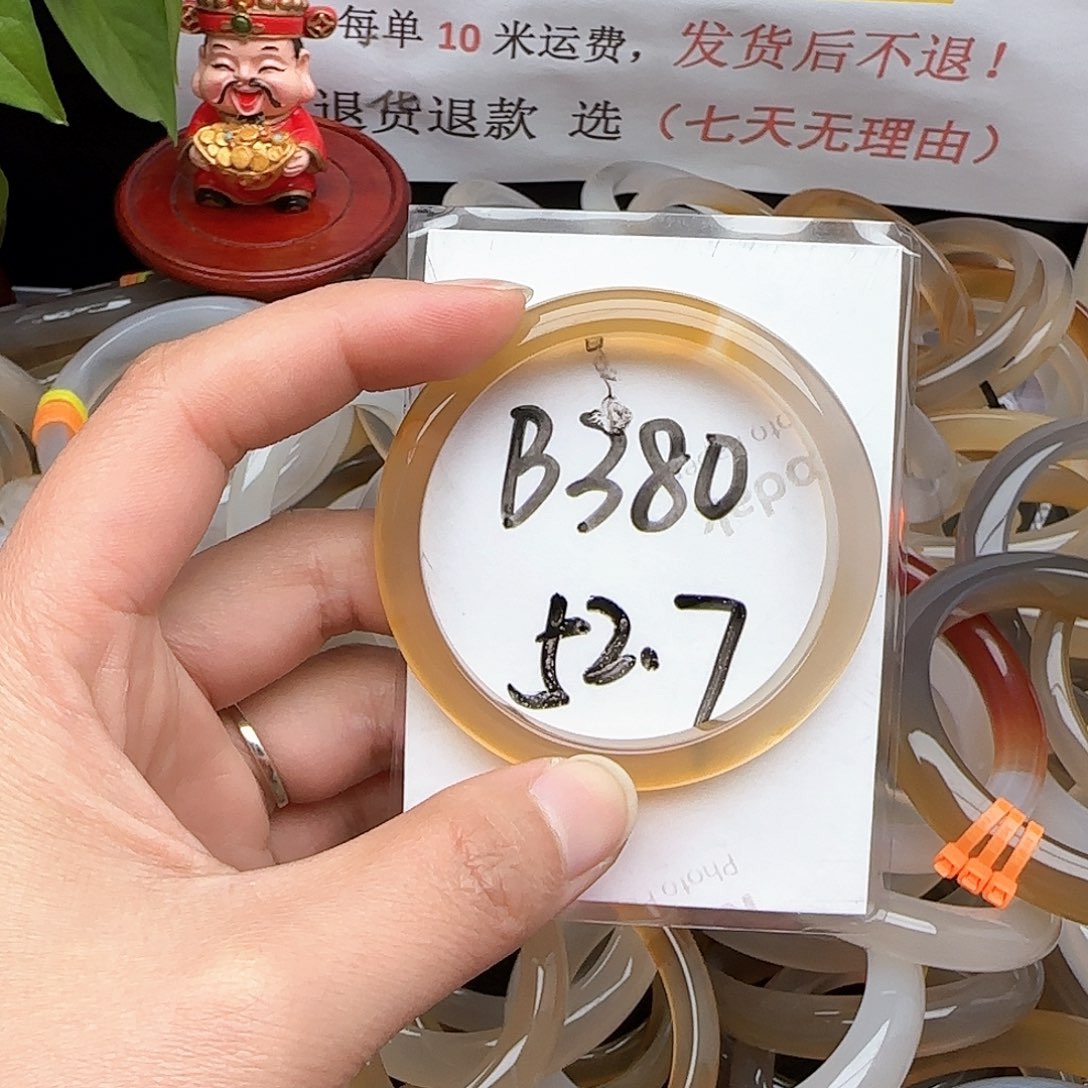 每单 10 米运费，发货后不退！
退货退款 选 （七天无理由）
B380
52.7
Photo